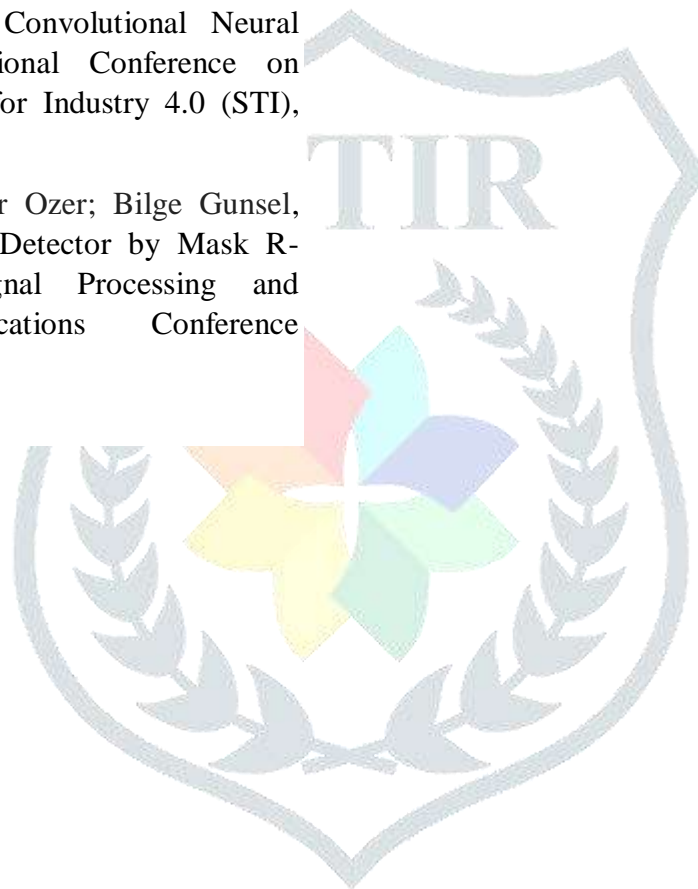 Convolutional Neural
ional Conference on
for Industry 4.0 (STI),
r Ozer; Bilge Gunsel,
Detector by Mask R-
gnal Processing and
cations Conference
TIR